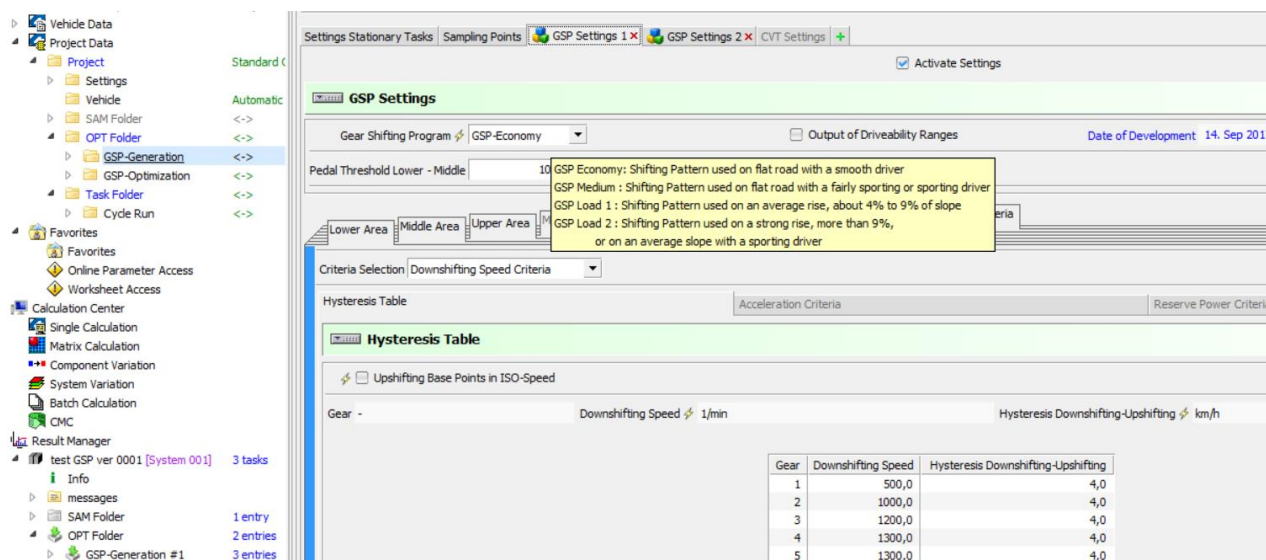 Vehicle Data
Project Data
Project Standard
Settings
Vehicle Automatic
SAM Folder <->
OPT Folder <->
GSP-Generation <->
GSP-Optimization <->
Task Folder <->
Cycle Run <->
Favorites
Favorites
Online Parameter Access
Worksheet Access
Calculation Center
Single Calculation
Matrix Calculation
Component Variation
System Variation
Batch Calculation
CMC
Result Manager
test GSP ver 0001 [System 001] 3 tasks
Info
messages
SAM Folder 1 entry
OPT Folder 2 entries
GSP-Generation #1 3 entries
Settings Stationary Tasks Sampling Points GSP Settings 1 GSP Settings 2 CVT Settings +
Activate Settings
GSP Settings
Gear Shifting Program GSP-Economy Output of Driveability Ranges Date of Development 14. Sep 201
Pedal Threshold Lower - Middle 10
GSP Economy: Shifting Pattern used on flat road with a smooth driver
GSP Medium : Shifting Pattern used on flat road with a fairly sporting or sporting driver
GSP Load 1 : Shifting Pattern used on an average rise, about 4% to 9% of slope
GSP Load 2 : Shifting Pattern used on a strong rise, more than 9%,
or on an average slope with a sporting driver
Lower Area Middle Area Upper Area M eria
Criteria Selection Downshifting Speed Criteria
Hysteresis Table Acceleration Criteria Reserve Power Criteria
Hysteresis Table
Upshifting Base Points in ISO-Speed
Gear - Downshifting Speed 1/min Hysteresis Downshifting-Upshifting km/h
Gear Downshifting Speed Hysteresis Downshifting-Upshifting
1 500,0 4,0
2 1000,0 4,0
3 1200,0 4,0
4 1300,0 4,0
5 1300,0 4,0